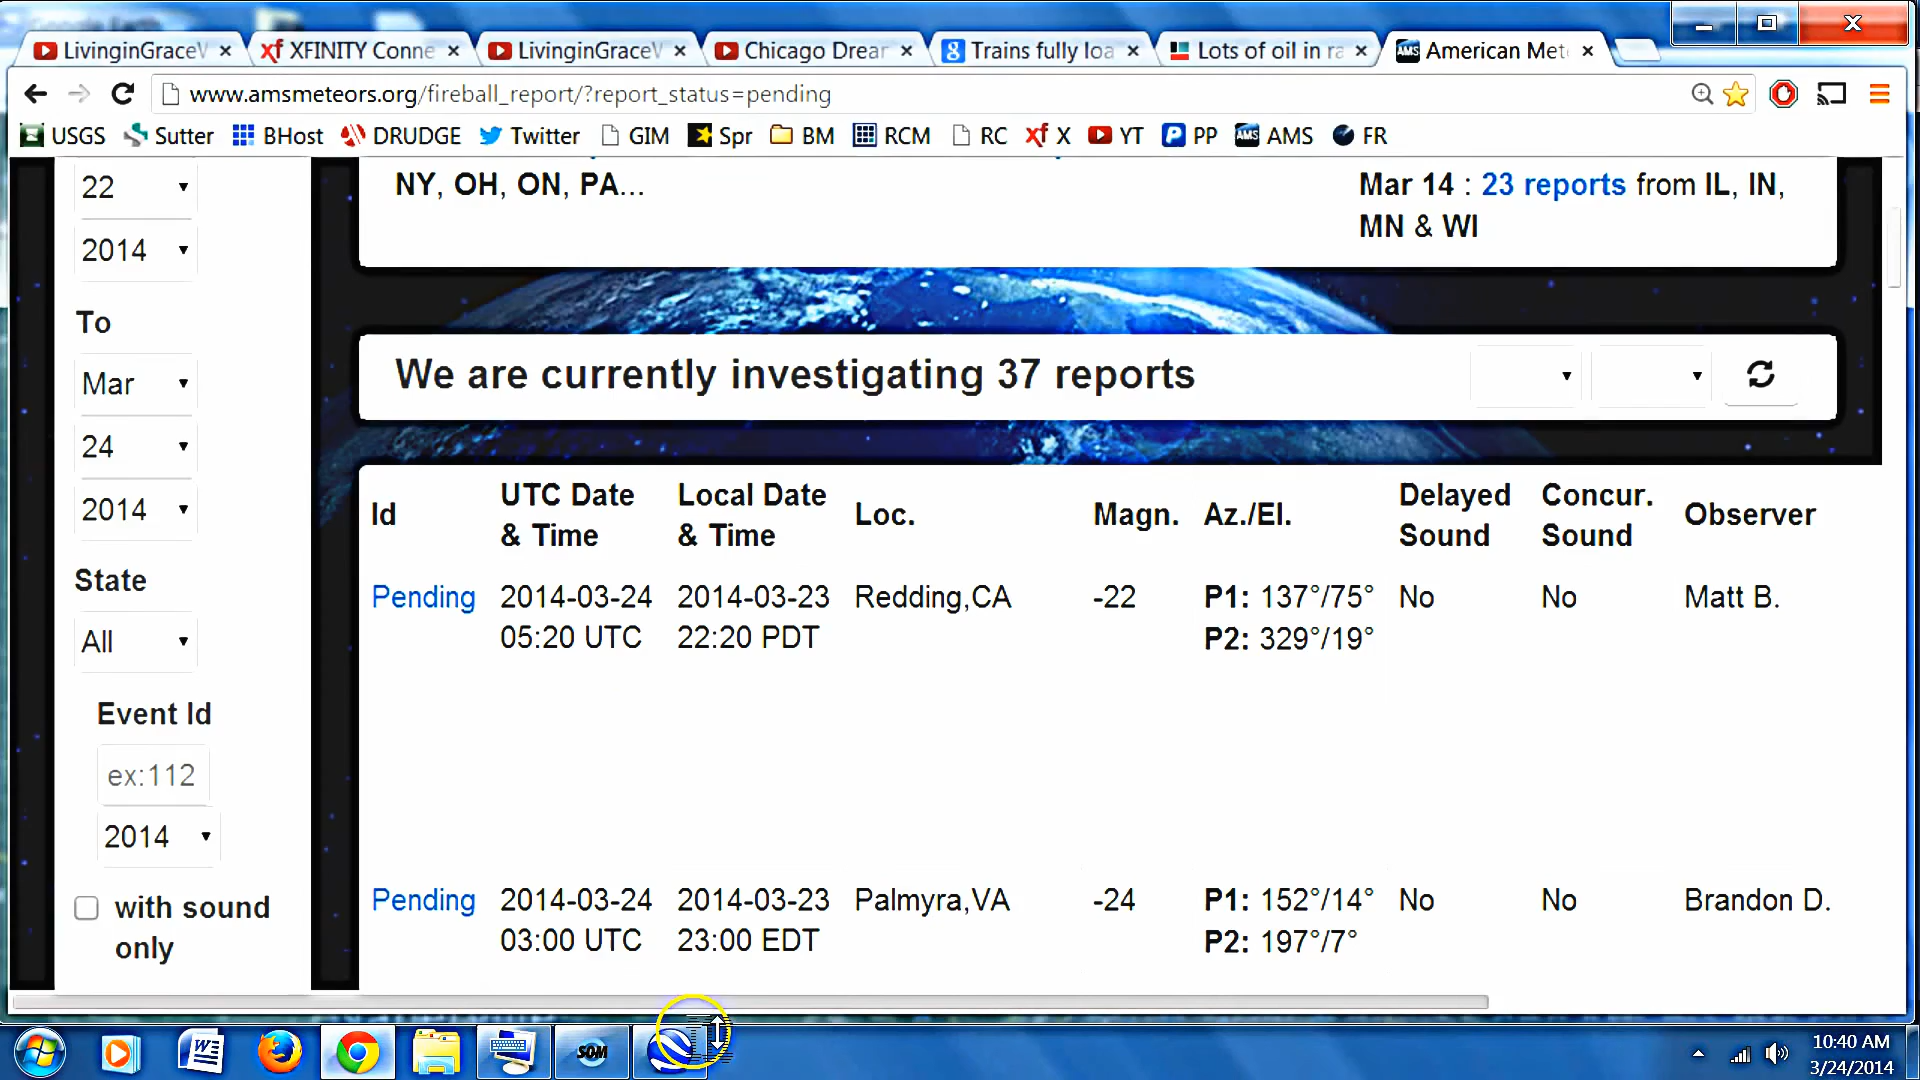 LivinginGraceV
XFINITY Conne
LivinginGraceV
Chicago Drear
Trains fully loa
Lots of oil in ra
AMS American Mete
www.amsmeteors.org/fireball_report/?report_status=pending
USGS Sutter BHost DRUDGE Twitter GIM Spr BM RCM RC X YT PP AMS AMS FR
22
2014
To
Mar
24
2014
State
All
Event Id
ex:112
2014
with sound
only
NY, OH, ON, PA...
Mar 14 : 23 reports from IL, IN,
MN & WI
We are currently investigating 37 reports
Id UTC Date & Time Local Date & Time Loc. Magn. Az./El. Delayed Sound Concur. Sound Observer
Pending 2014-03-24 2014-03-23 Redding,CA -22 P1: 137°/75° No No Matt B.
05:20 UTC 22:20 PDT P2: 329°/19°
Pending 2014-03-24 2014-03-23 Palmyra,VA -24 P1: 152°/14° No No Brandon D.
03:00 UTC 23:00 EDT P2: 197°/7°
SOM
10:40 AM
3/24/2014